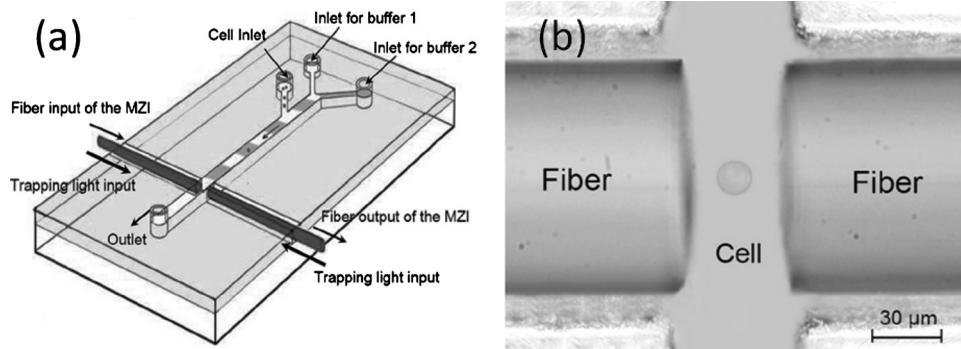 (a)
Cell Inlet
Inlet for buffer 1
Inlet for buffer 2
Fiber input of the MZI
Trapping light input
Fiber output of the MZI
Outlet
Trapping light input
(b)
Fiber
Fiber
Cell
30 μm